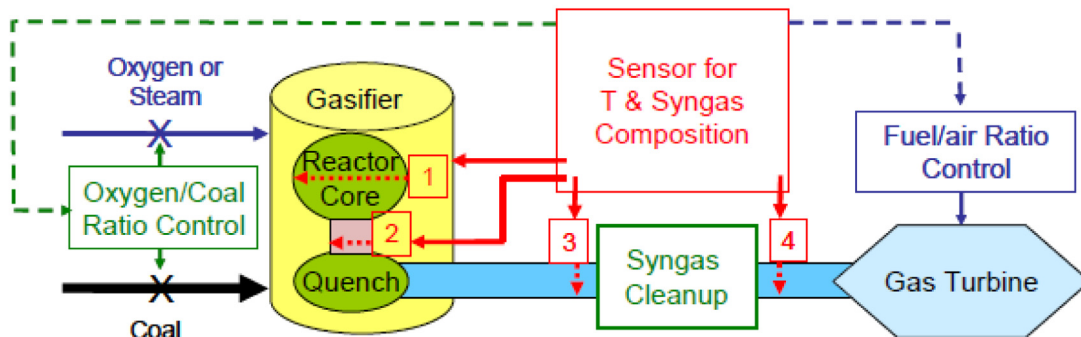 Oxygen or
Steam
X
Oxygen/Coal
Ratio Control
X
Coal
Gasifier
Reactor
Core
1
2
Quench
Sensor for
T & Syngas
Composition
3
4
Syngas
Cleanup
Fuel/air Ratio
Control
Gas Turbine